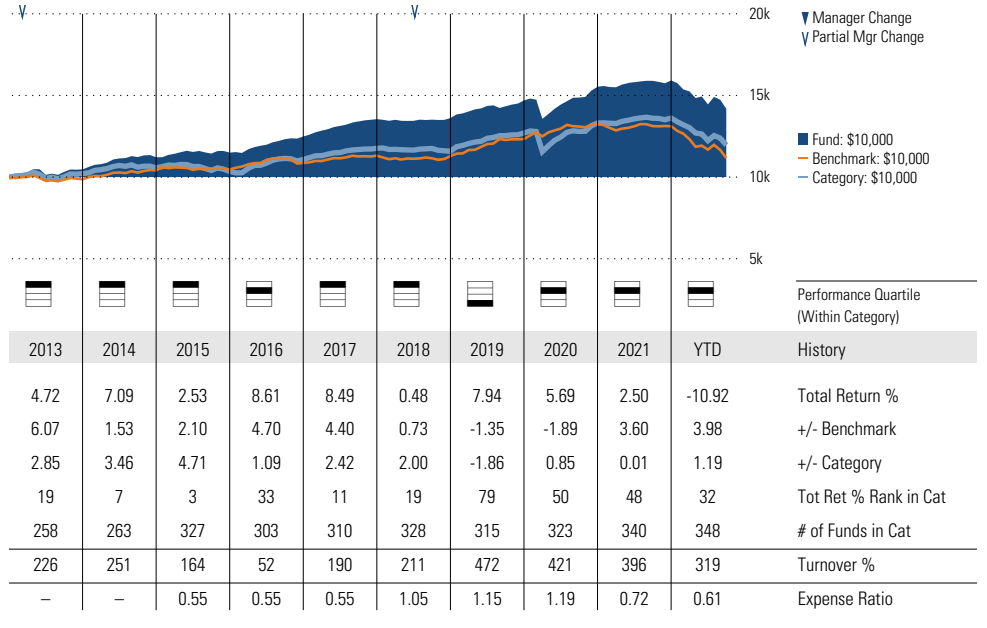 20k
Manager Change
Partial Mgr Change
15k
Fund: $10,000
Benchmark: $10,000
Category: $10,000
10k
5k
Performance Quartile
(Within Category)
2013 2014 2015 2016 2017 2018 2019 2020 2021 YTD History
4.72 7.09 2.53 8.61 8.49 0.48 7.94 5.69 2.50 -10.92 Total Return %
6.07 1.53 2.10 4.70 4.40 0.73 -1.35 -1.89 3.60 3.98 +/- Benchmark
2.85 3.46 4.71 1.09 2.42 2.00 -1.86 0.85 0.01 1.19 +/- Category
19 7 3 33 11 19 79 50 48 32 Tot Ret % Rank in Cat
258 263 327 303 310 328 315 323 340 348 # of Funds in Cat
226 251 164 52 190 211 472 421 396 319 Turnover %
– – 0.55 0.55 0.55 1.05 1.15 1.19 0.72 0.61 Expense Ratio